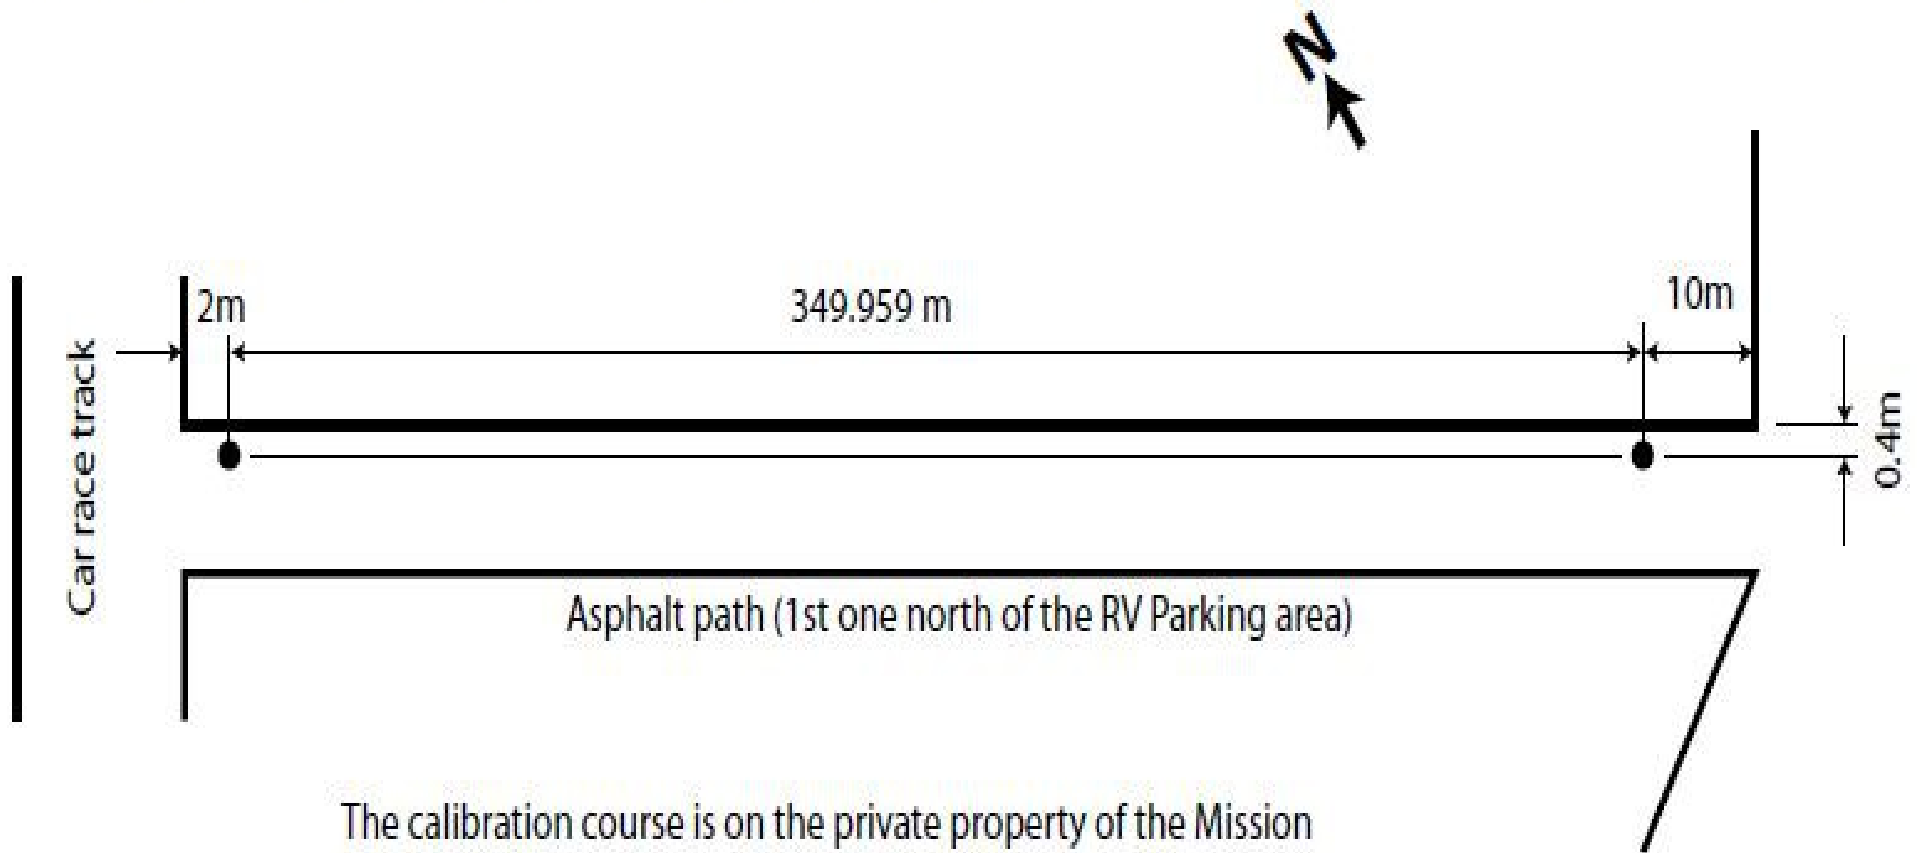 N
2m
349.959 m
10m
Car race track
0.4m
Asphalt path (1st one north of the RV Parking area)
The calibration course is on the private property of the Mission